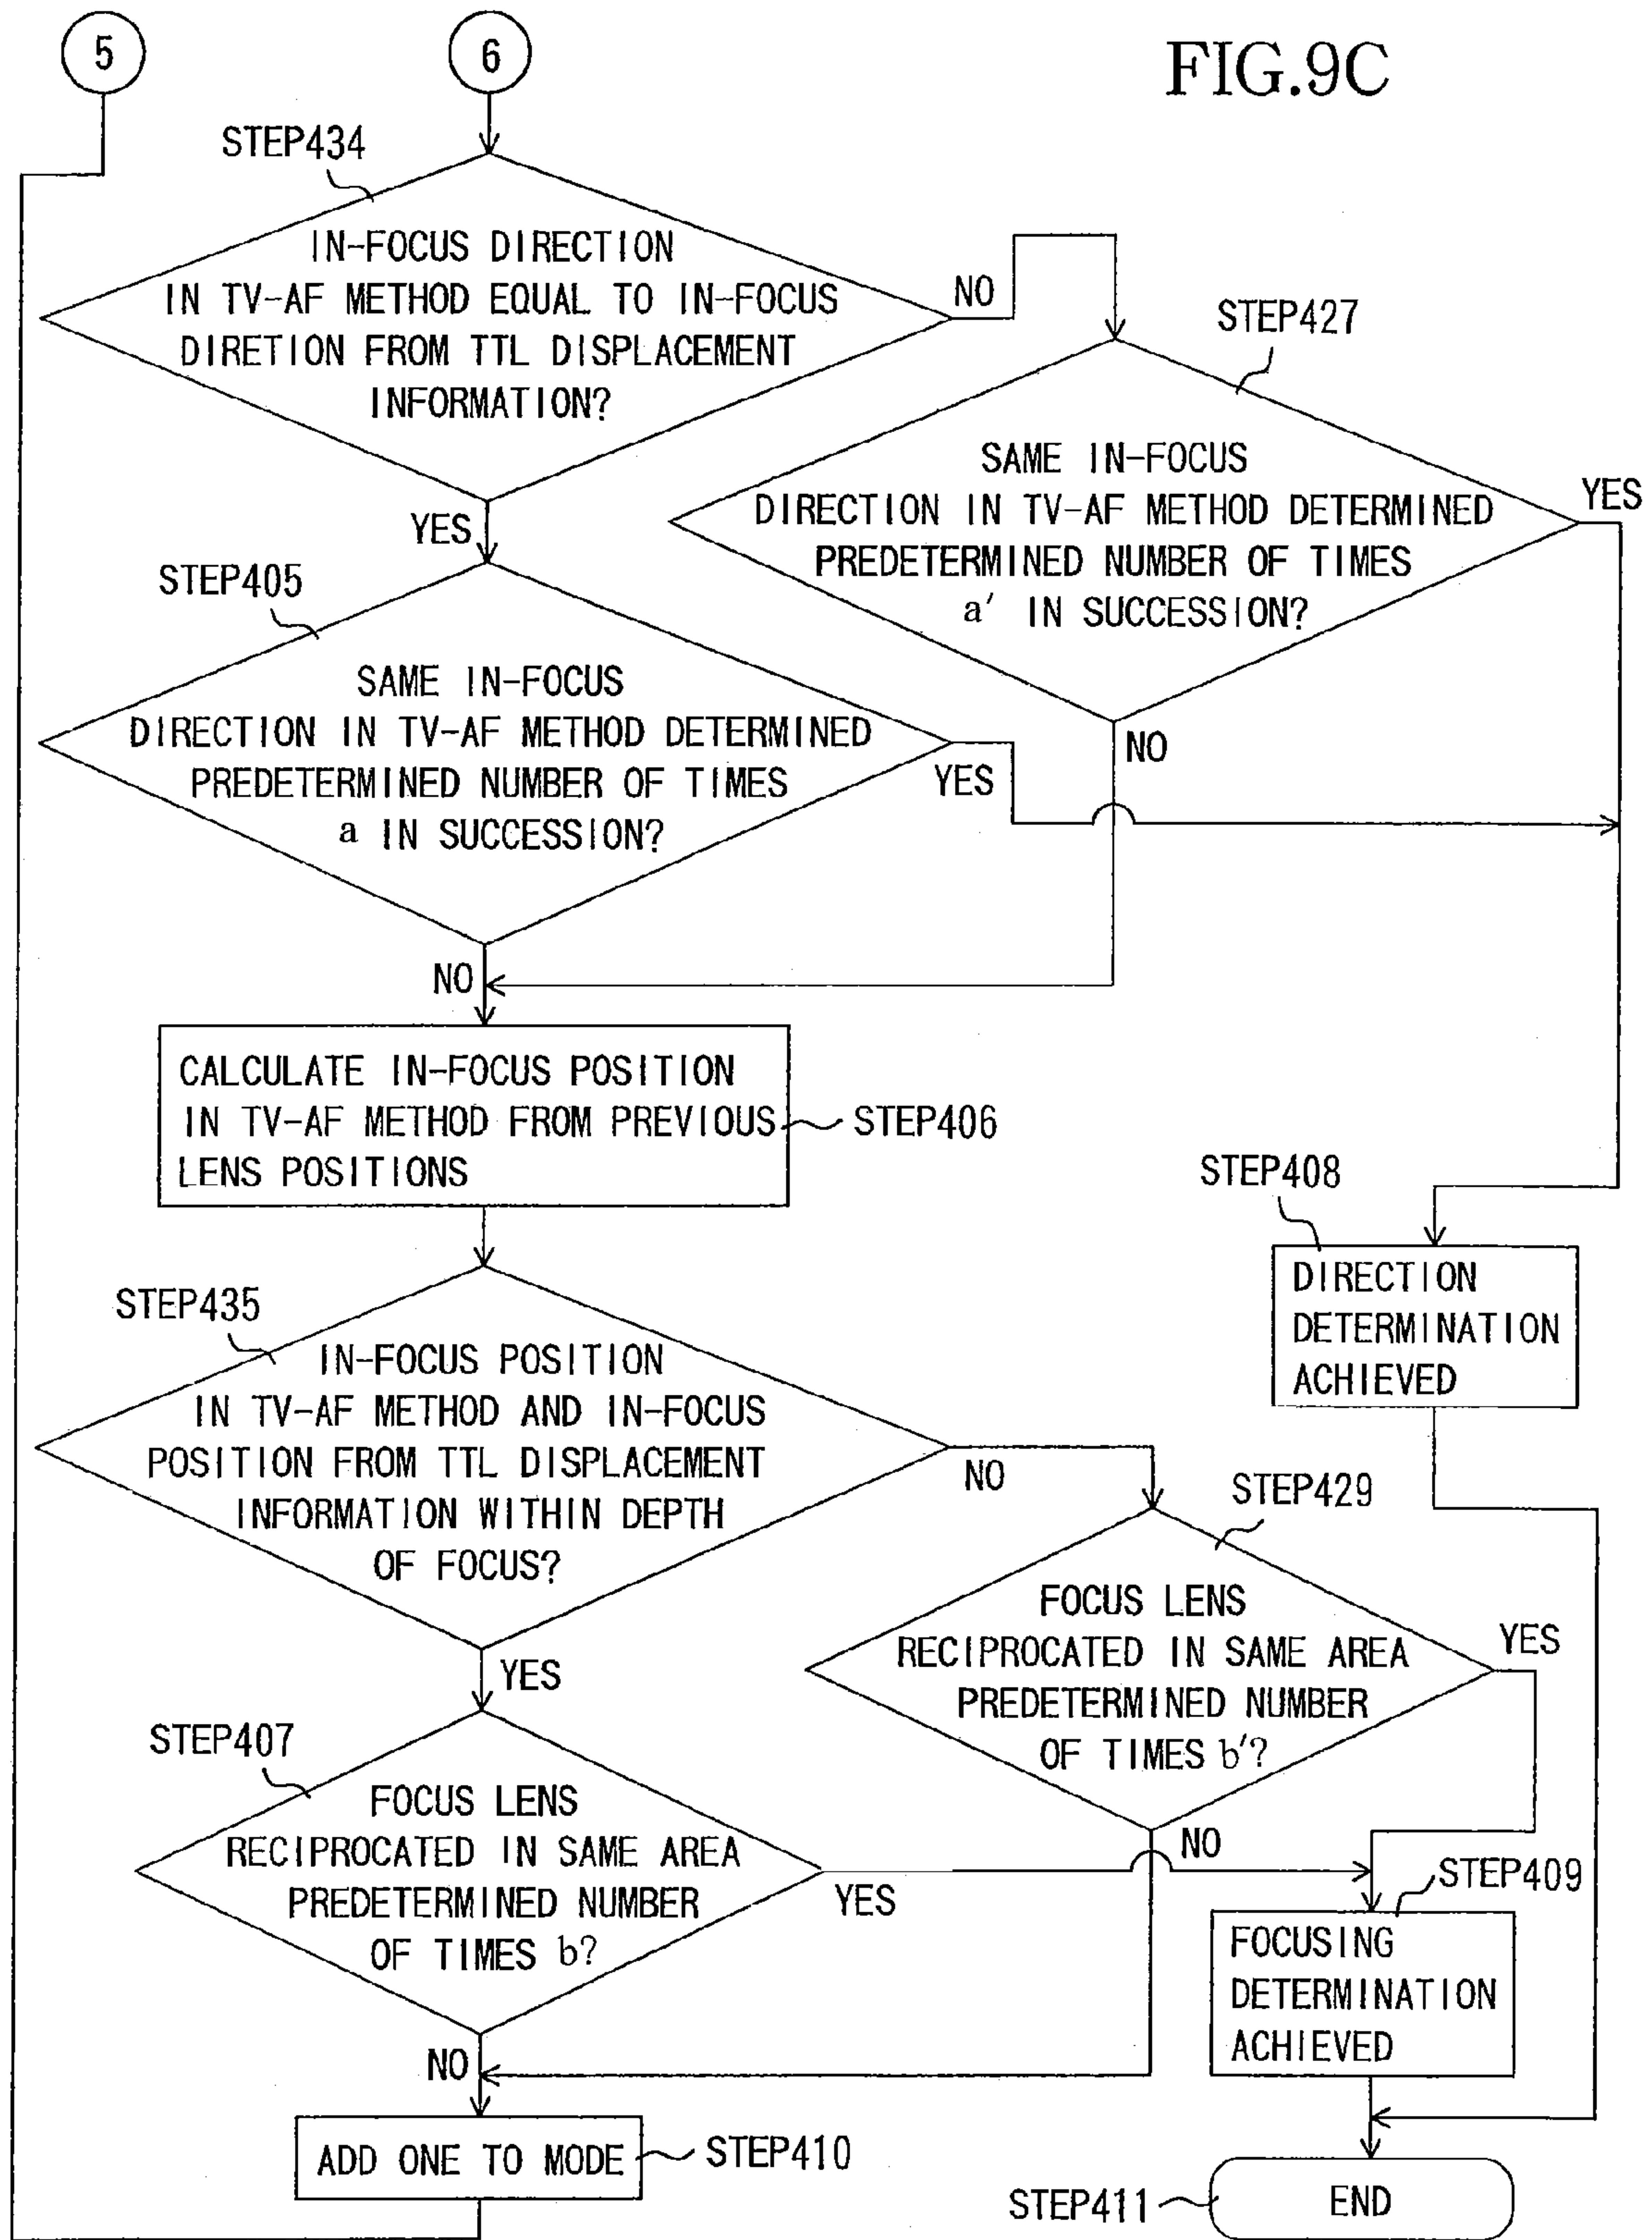 5
6
FIG.9C
STEP434
IN-FOCUS DIRECTION
IN TV-AF METHOD EQUAL TO IN-FOCUS
DIRETION FROM TTL DISPLACEMENT
INFORMATION?
NO
YES
STEP427
SAME IN-FOCUS
DIRECTION IN TV-AF METHOD DETERMINED
PREDETERMINED NUMBER OF TIMES
a' IN SUCCESSION?
YES
NO
STEP405
SAME IN-FOCUS
DIRECTION IN TV-AF METHOD DETERMINED
PREDETERMINED NUMBER OF TIMES
a IN SUCCESSION?
YES
NO
CALCULATE IN-FOCUS POSITION
IN TV-AF METHOD FROM PREVIOUS
LENS POSITIONS
STEP406
STEP408
DIRECTION
DETERMINATION
ACHIEVED
STEP435
IN-FOCUS POSITION
IN TV-AF METHOD AND IN-FOCUS
POSITION FROM TTL DISPLACEMENT
INFORMATION WITHIN DEPTH
OF FOCUS?
NO
YES
STEP429
FOCUS LENS
RECIPROCATED IN SAME AREA
PREDETERMINED NUMBER
OF TIMES b'?
YES
NO
STEP407
FOCUS LENS
RECIPROCATED IN SAME AREA
PREDETERMINED NUMBER
OF TIMES b?
YES
NO
STEP409
FOCUSING
DETERMINATION
ACHIEVED
ADD ONE TO MODE
STEP410
STEP411
END